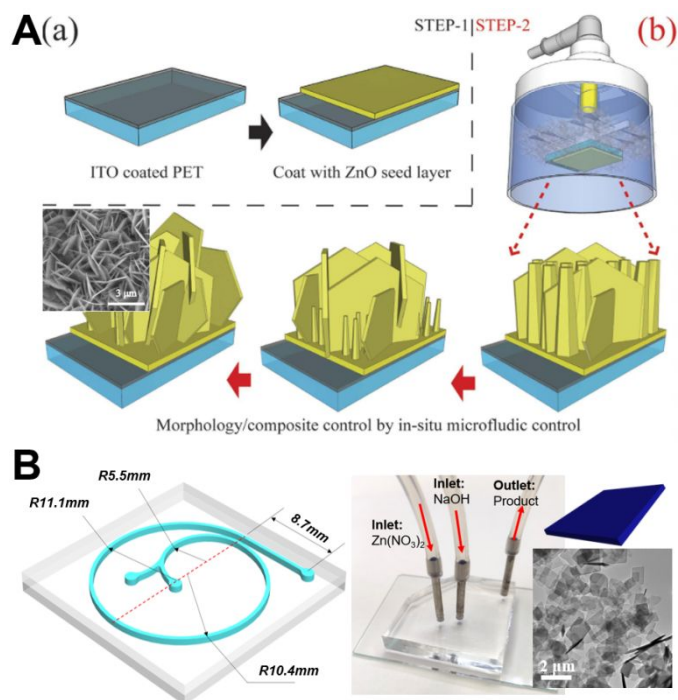 A(a)
STEP-1|STEP-2
(b)
ITO coated PET
Coat with ZnO seed layer
3 μm
Morphology/composite control by in-situ microfludic control
B
R5.5mm
R11.1mm
8.7mm
R10.4mm
Inlet:
Zn(NO₃)₂
Inlet:
NaOH
Outlet:
Product
2 μm